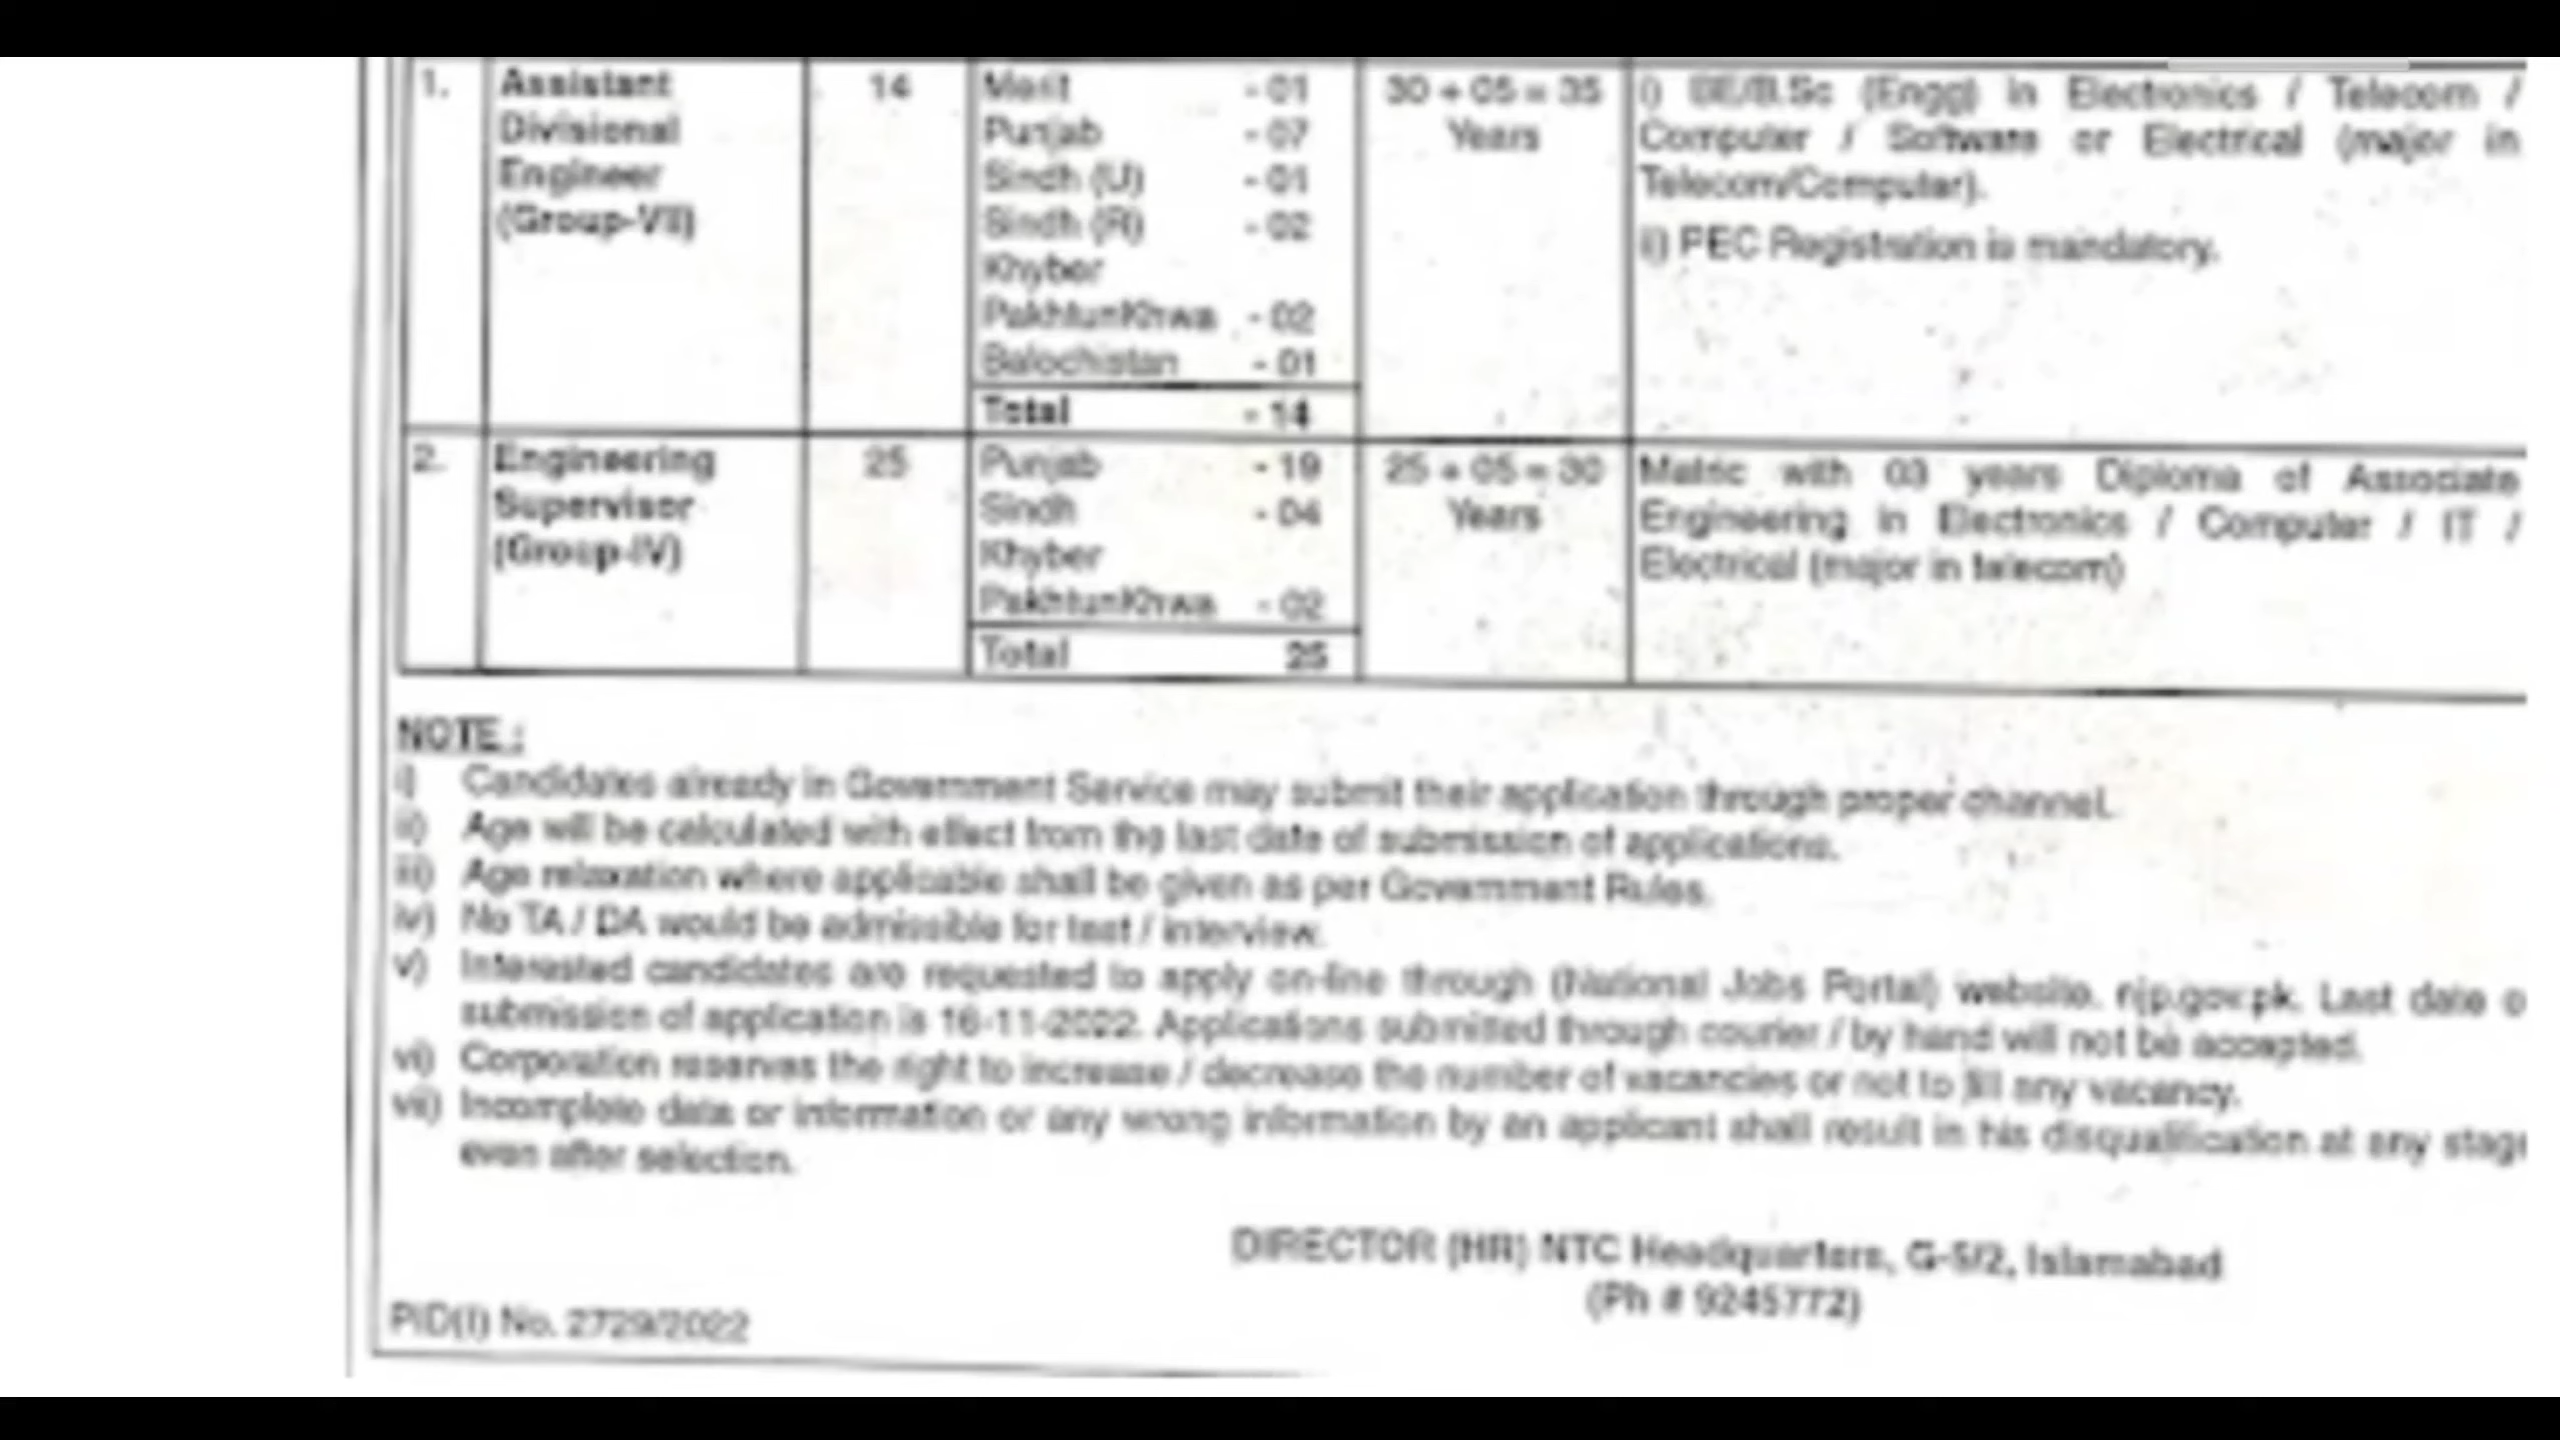 1. Assistant Divisional Engineer (Group-VII) 14
Merit - 01
Punjab - 07
Sindh (U) - 01
Sindh (R) - 02
Khyber
PakhtunKhwa - 02
Balochistan - 01
Total - 14
30 + 05 = 35
Years
i) BE/B.Sc (Engg) in Electronics / Telecom /
Computer / Software or Electrical (major in
Telecom/Computer).
ii) PEC Registration is mandatory.
2. Engineering Supervisor (Group-IV) 25
Punjab - 19
Sindh - 04
Khyber
PakhtunKhwa - 02
Total 25
25 + 05 = 30
Years
Matric with 03 years Diploma of Associate
Engineering in Electronics / Computer / IT /
Electrical (major in telecom)
NOTE :
i) Candidates already in Government Service may submit their application through proper channel.
ii) Age will be calculated with effect from the last date of submission of applications.
iii) Age relaxation where applicable shall be given as per Government Rules.
iv) No TA / DA would be admissible for test / interview.
v) Interested candidates are requested to apply on-line through (National Jobs Portal) website. njp.gov.pk. Last date o
submission of application is 16-11-2022. Applications submitted through courier / by hand will not be accepted.
vi) Corporation reserves the right to increase / decrease the number of vacancies or not to fill any vacancy.
vii) Incomplete data or information or any wrong information by an applicant shall result in his disqualification at any stag
even after selection.
DIRECTOR (HR) NTC Headquarters, G-5/2, Islamabad
(Ph # 9245772)
PID(I) No. 2729/2022